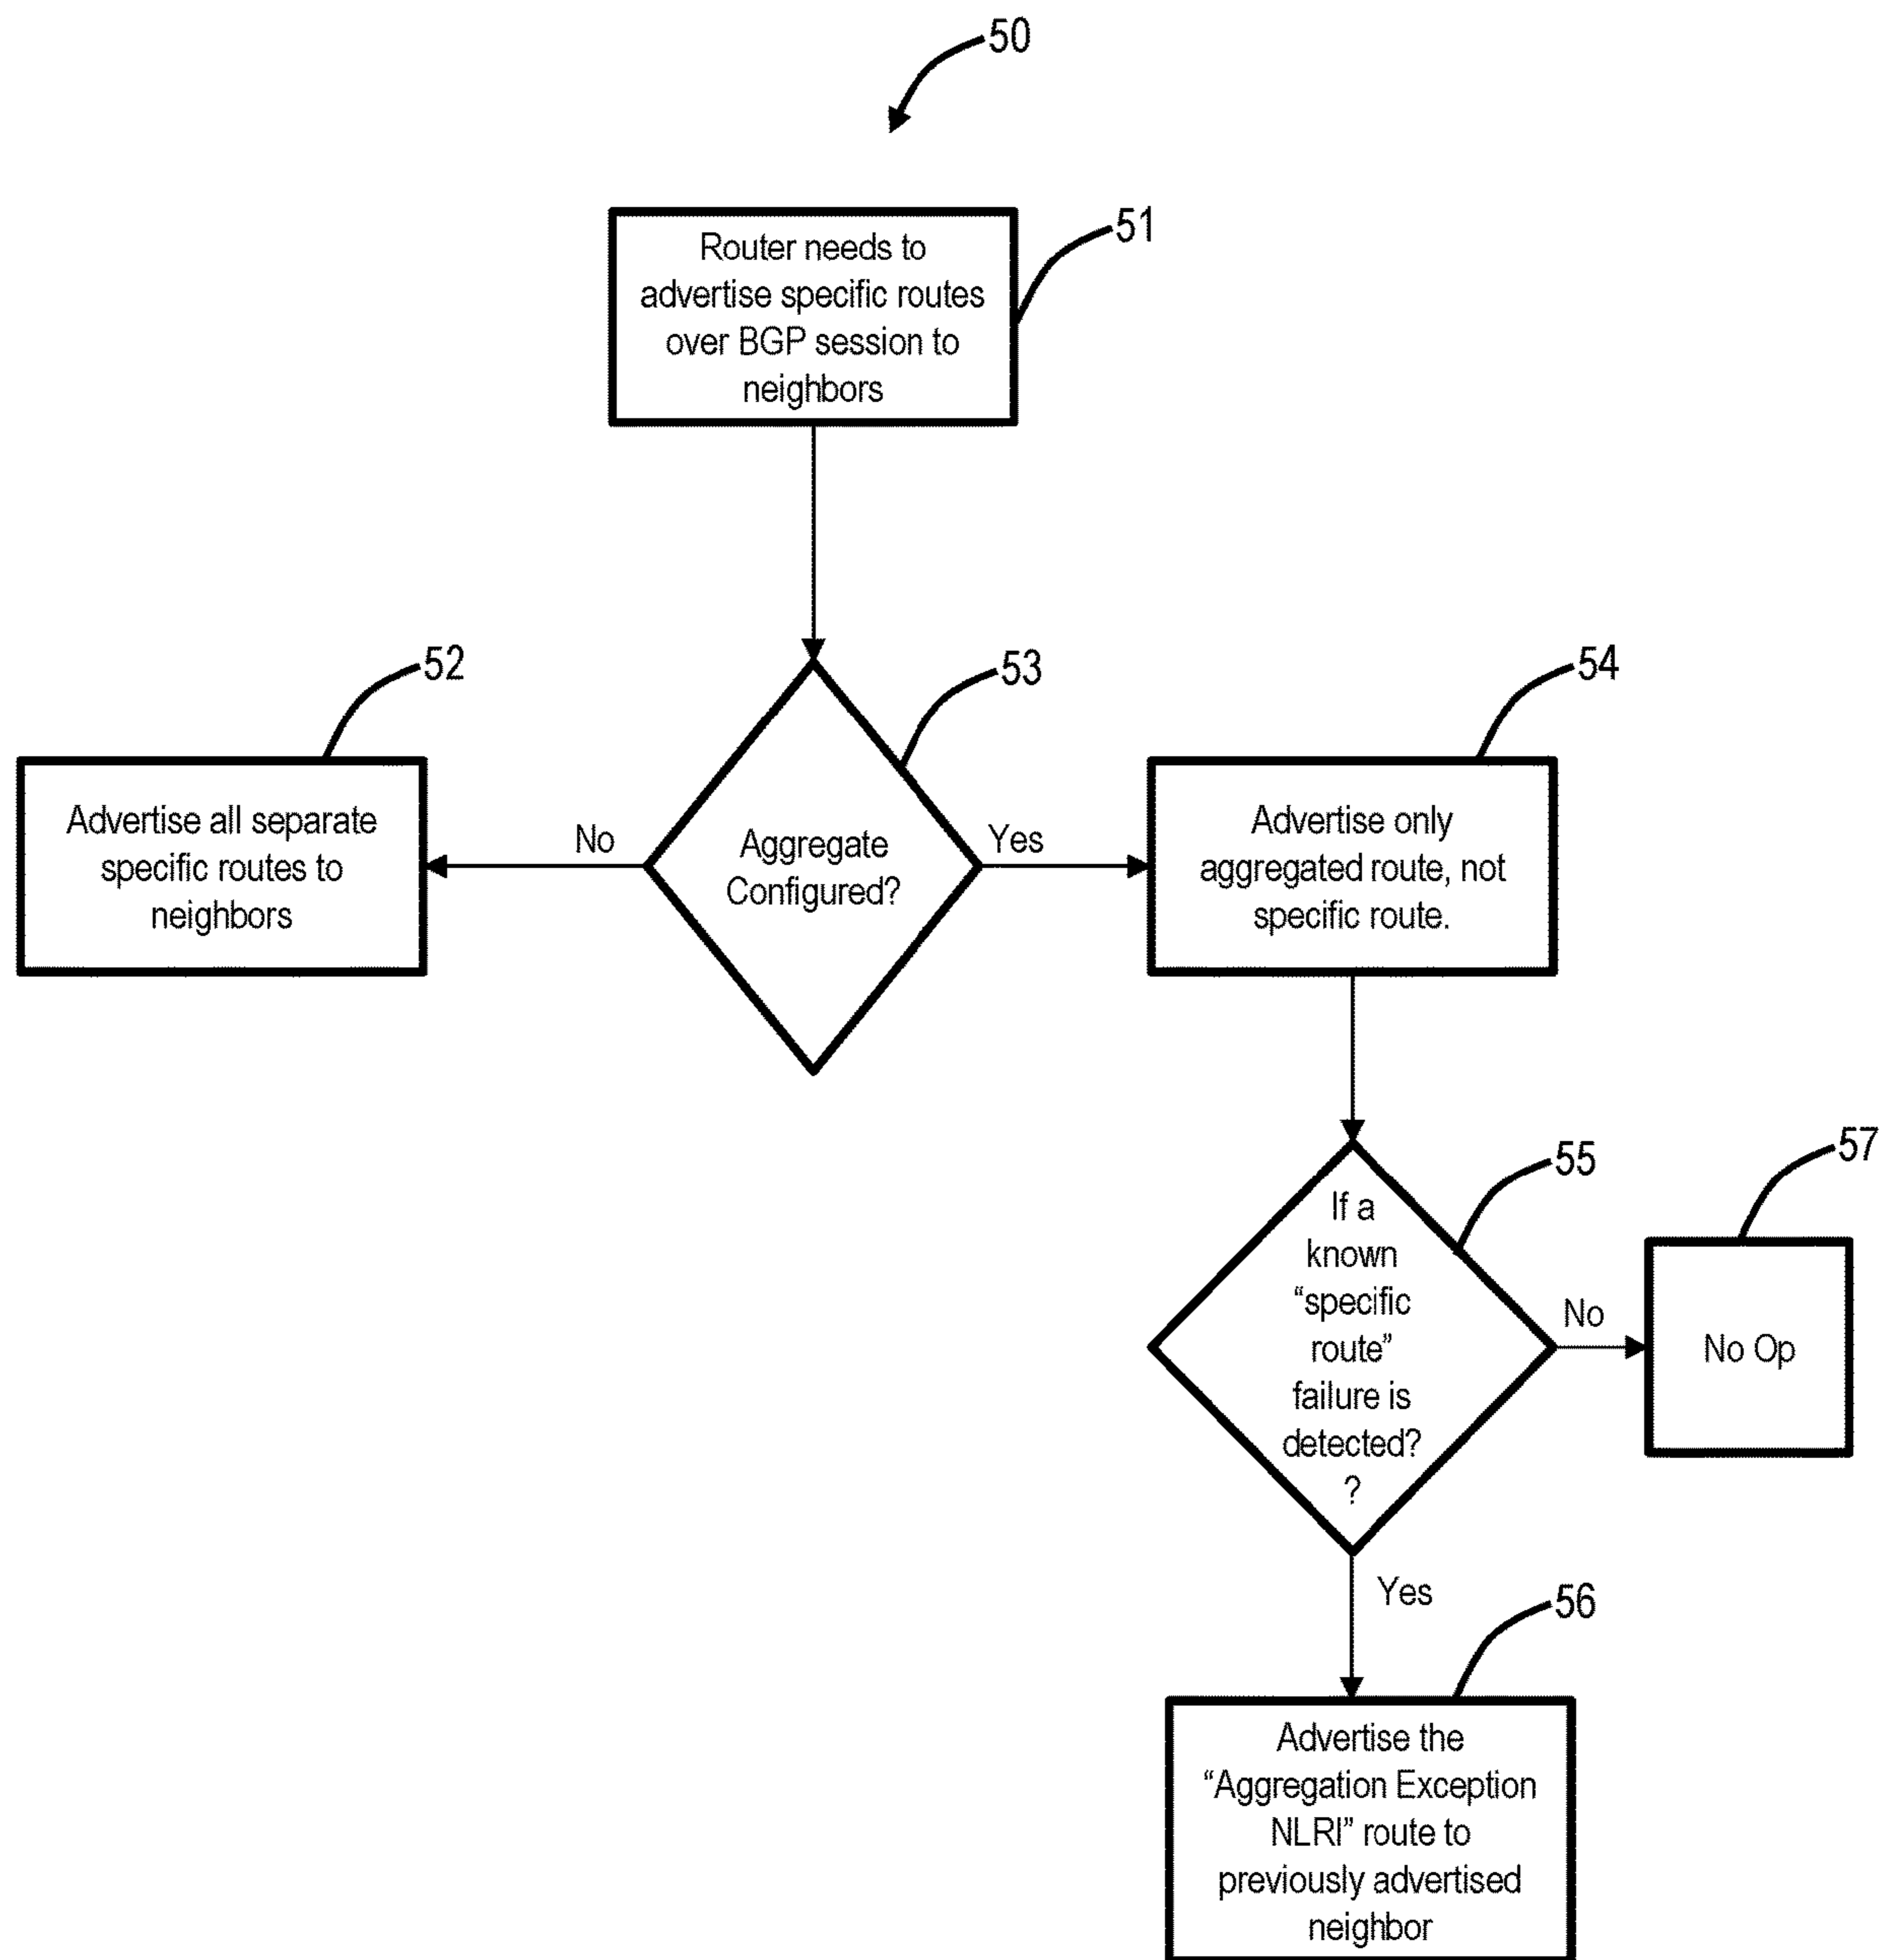 50
51
Router needs to
advertise specific routes
over BGP session to
neighbors
52
53
54
Advertise all separate
specific routes to
neighbors
No
Aggregate
Configured?
Yes
Advertise only
aggregated route, not
specific route.
55
57
If a
known
“specific
route”
failure is
detected?
?
No
No Op
Yes
56
Advertise the
“Aggregation Exception
NLRI” route to
previously advertised
neighbor